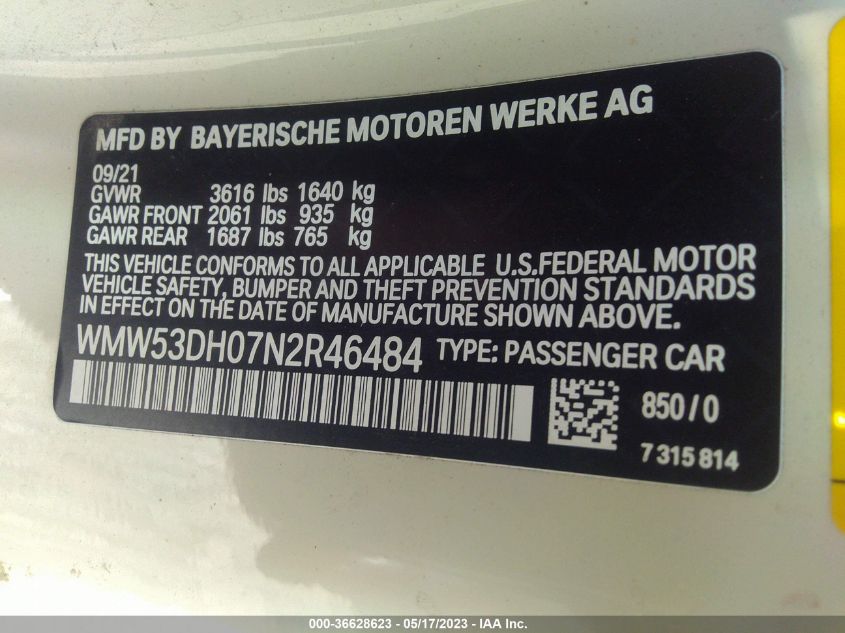 MFD BY BAYERISCHE MOTOREN WERKE AG
09/21
GVWR 3616 lbs 1640 kg
GAWR FRONT 2061 lbs 935 kg
GAWR REAR 1687 lbs 765 kg
THIS VEHICLE CONFORMS TO ALL APPLICABLE U.S.FEDERAL MOTOR
VEHICLE SAFETY, BUMPER AND THEFT PREVENTION STANDARDS
IN EFFECT ON THE DATE OF MANUFACTURE SHOWN ABOVE.
WMW53DH07N2R46484 TYPE: PASSENGER CAR
850/0
7315814
000-36628623 - 05/17/2023 - IAA Inc.